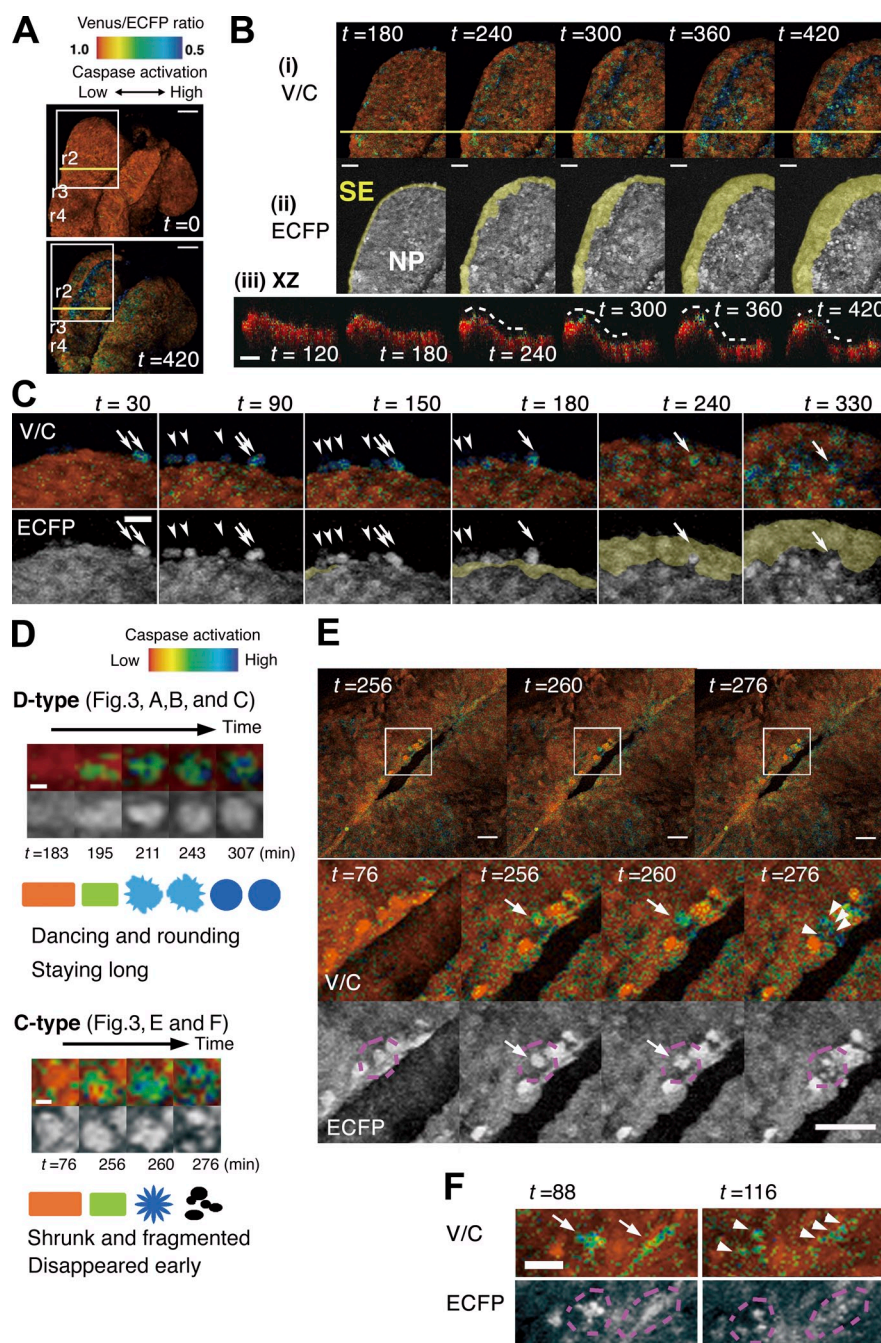 A
Venus/ECFP ratio
1.0 0.5
Caspase activation
Low High
r2
r3
r4
t=0
r2
r3
r4
t=420
B
t=180 t=240 t=300 t=360 t=420
(i)
V/C
SE
(ii)
ECFP
NP
(iii) XZ
t=120 t=180 t=240 t=300 t=360 t=420
C
t=30 t=90 t=150 t=180 t=240 t=330
V/C
ECFP
D
Caspase activation
Low High
D-type (Fig.3, A,B, and C)
Time
t=183 195 211 243 307 (min)
Dancing and rounding
Staying long
C-type (Fig.3, E and F)
Time
t=76 256 260 276 (min)
Shrunk and fragmented
Disappeared early
E
t=256 t=260 t=276
t=76 t=256 t=260 t=276
V/C
ECFP
F
t=88 t=116
V/C
ECFP